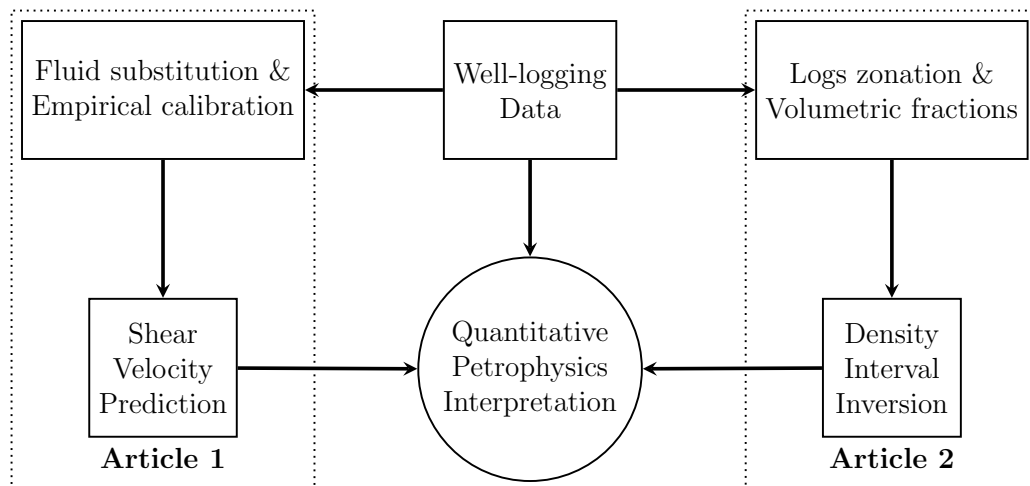 Fluid substitution &
Empirical calibration
Well-logging
Data
Logs zonation &
Volumetric fractions
Shear
Velocity
Prediction
Quantitative
Petrophysics
Interpretation
Density
Interval
Inversion
Article 1
Article 2